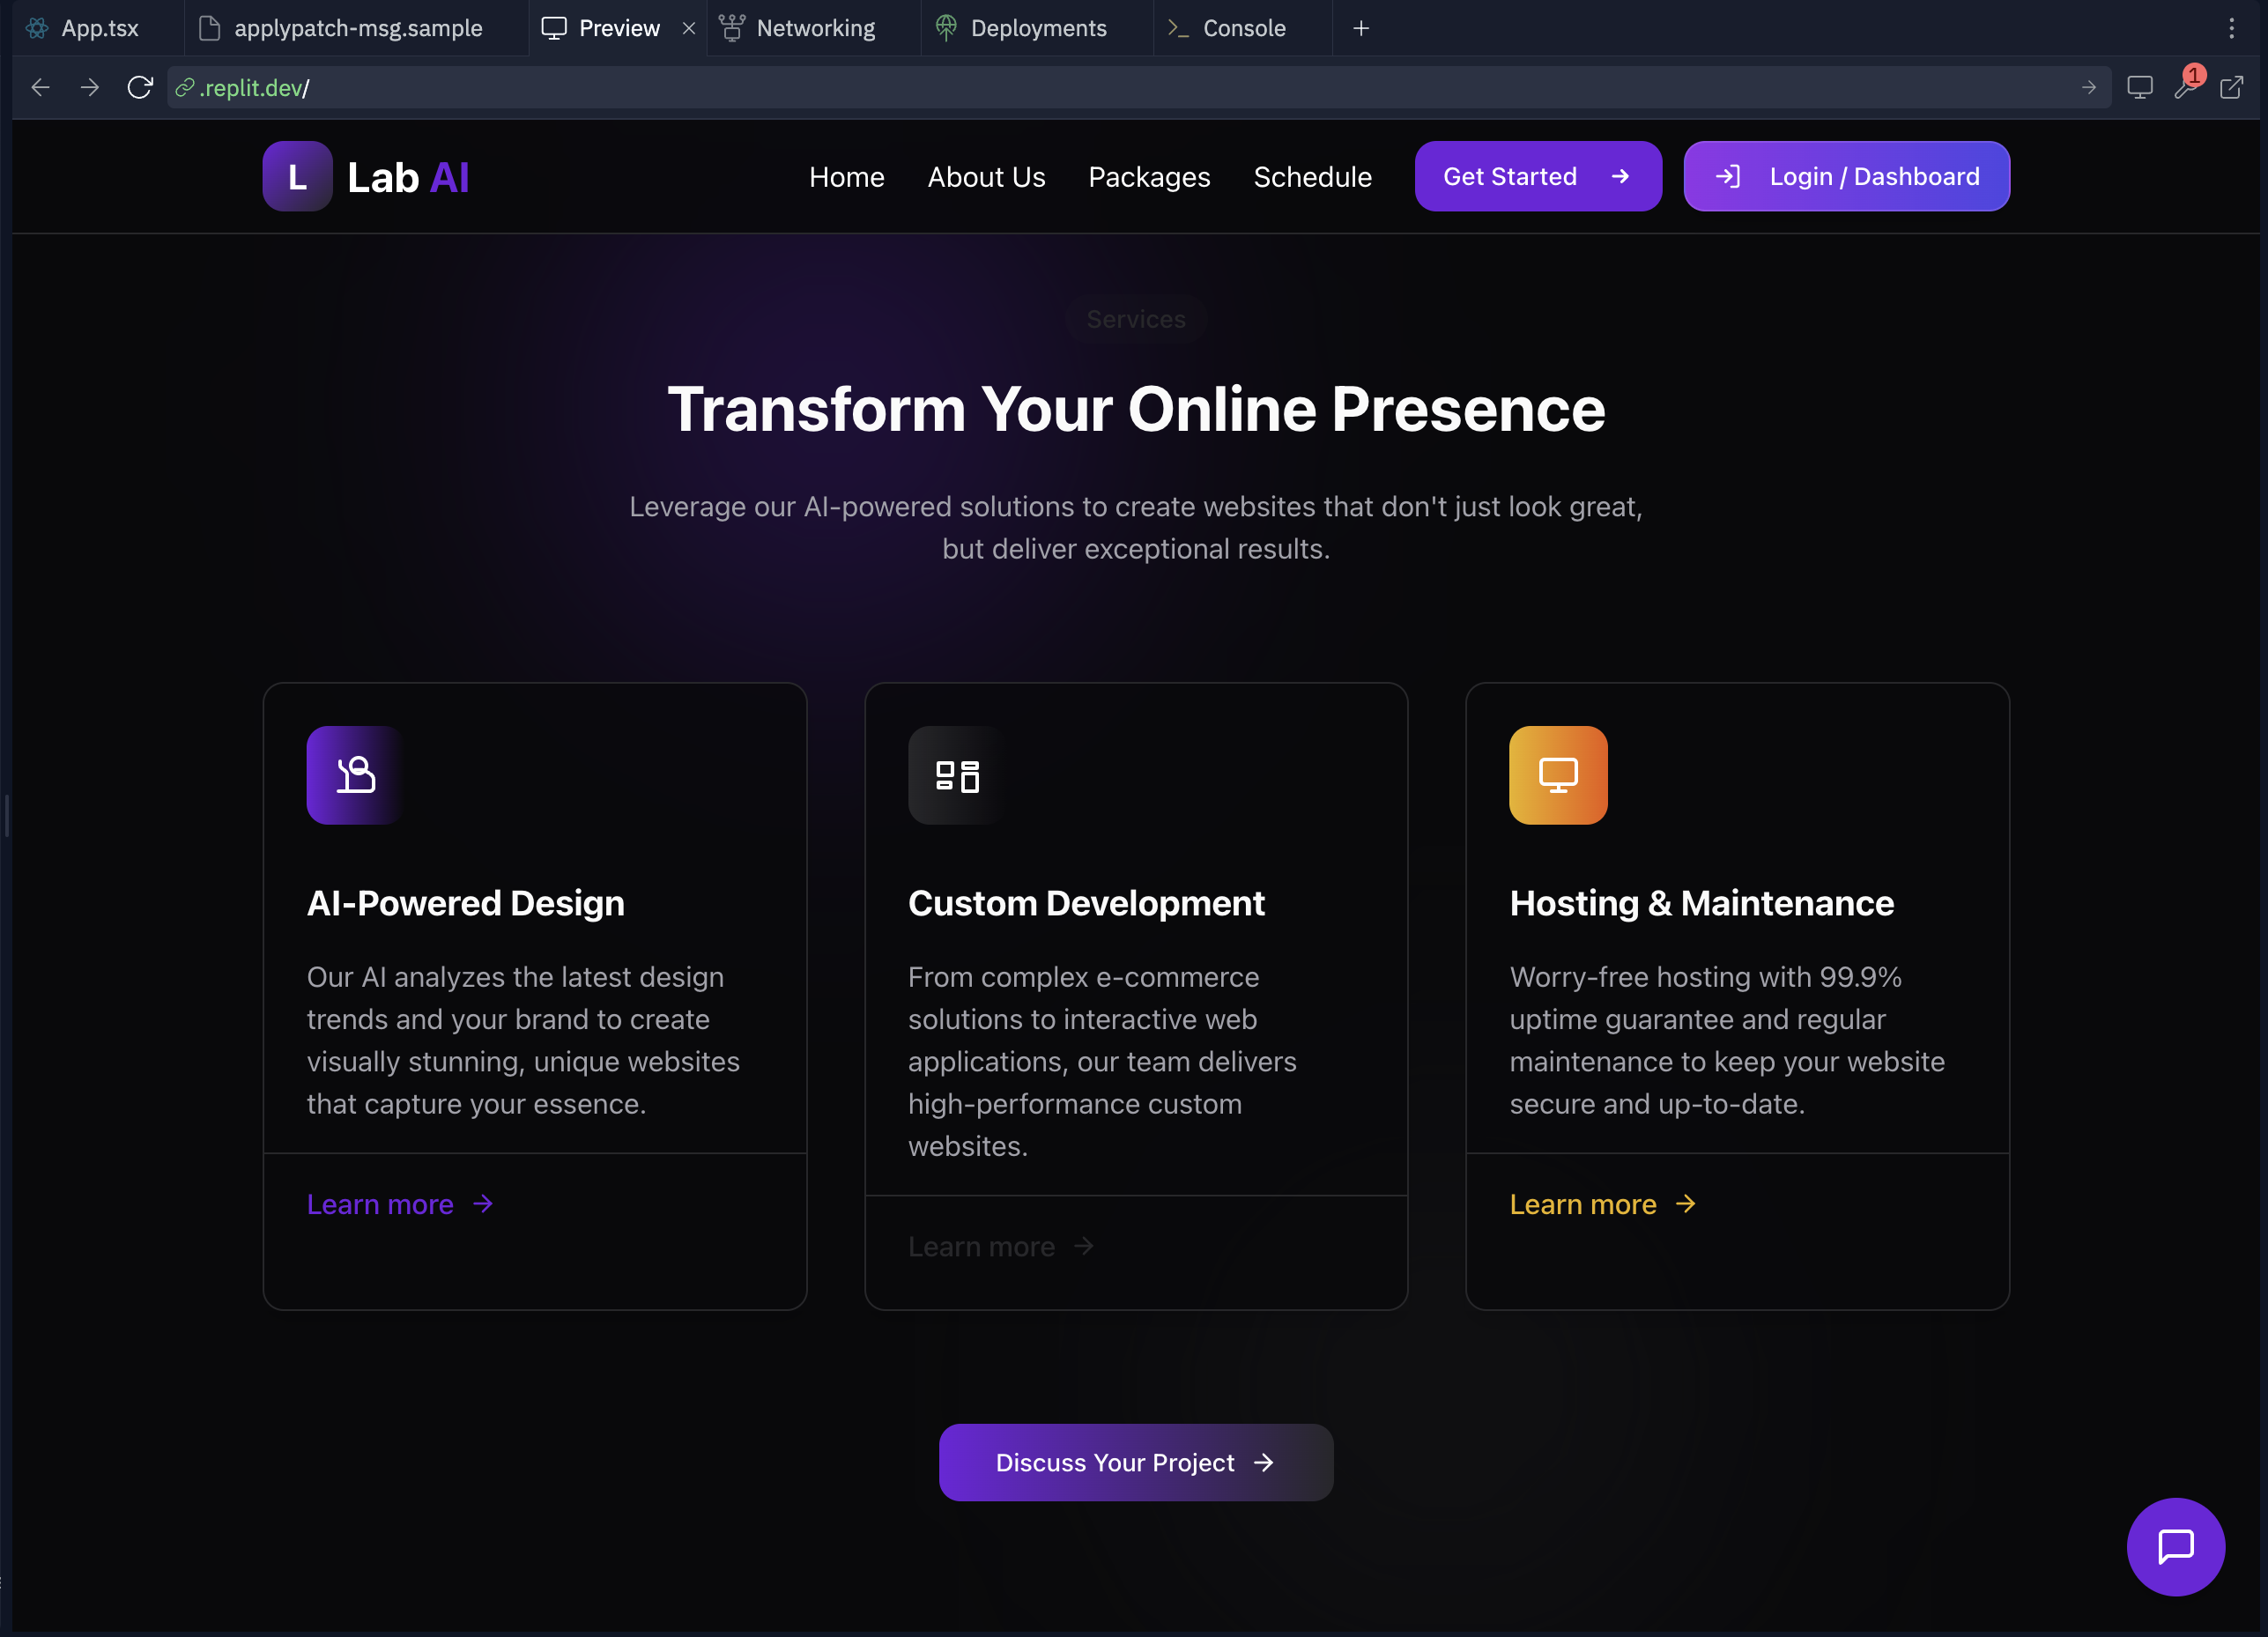 App.tsx
applypatch-msg.sample
Preview
Networking
Deployments
Console
.replit.dev/
1
L
Lab AI
Home
About Us
Packages
Schedule
Get Started
Login / Dashboard
Services
Transform Your Online Presence
Leverage our AI-powered solutions to create websites that don't just look great,
but deliver exceptional results.
AI-Powered Design
Our AI analyzes the latest design
trends and your brand to create
visually stunning, unique websites
that capture your essence.
Learn more
Custom Development
From complex e-commerce
solutions to interactive web
applications, our team delivers
high-performance custom
websites.
Learn more
Hosting & Maintenance
Worry-free hosting with 99.9%
uptime guarantee and regular
maintenance to keep your website
secure and up-to-date.
Learn more
Discuss Your Project